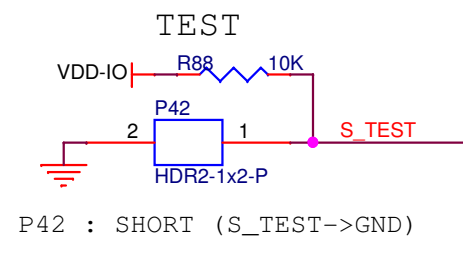 TEST
VDD-IO R88 10K
P42
2 1 S_TEST
HDR2-1x2-P
P42 : SHORT (S_TEST->GND)